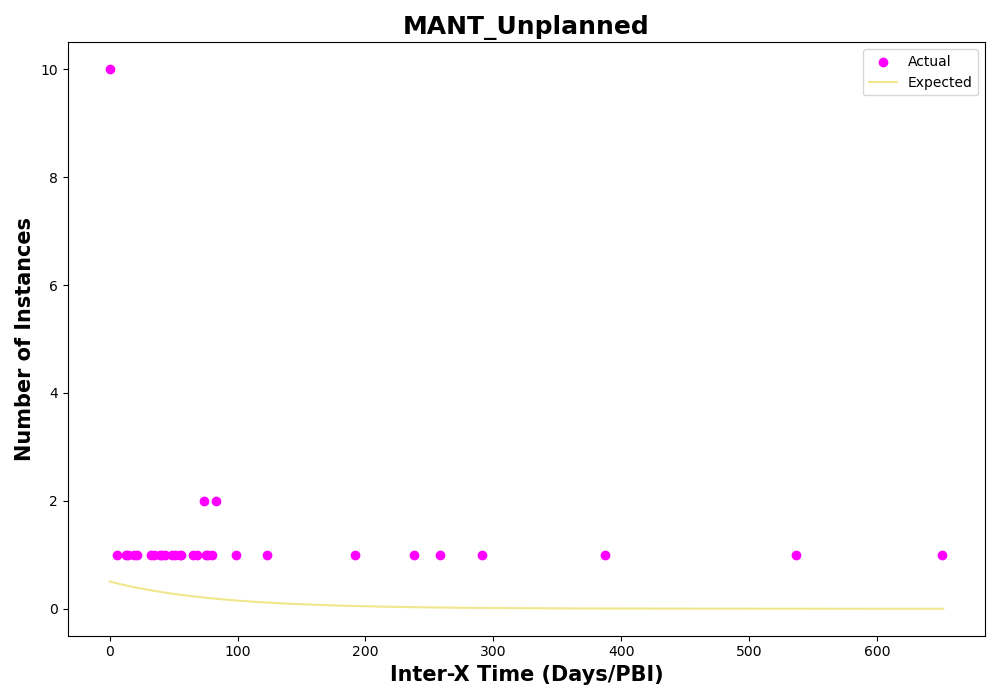 MANT_Unplanned
Actual
Expected
Number of Instances
10
8
6
4
2
0
0 100 200 300 400 500 600
Inter-X Time (Days/PBI)